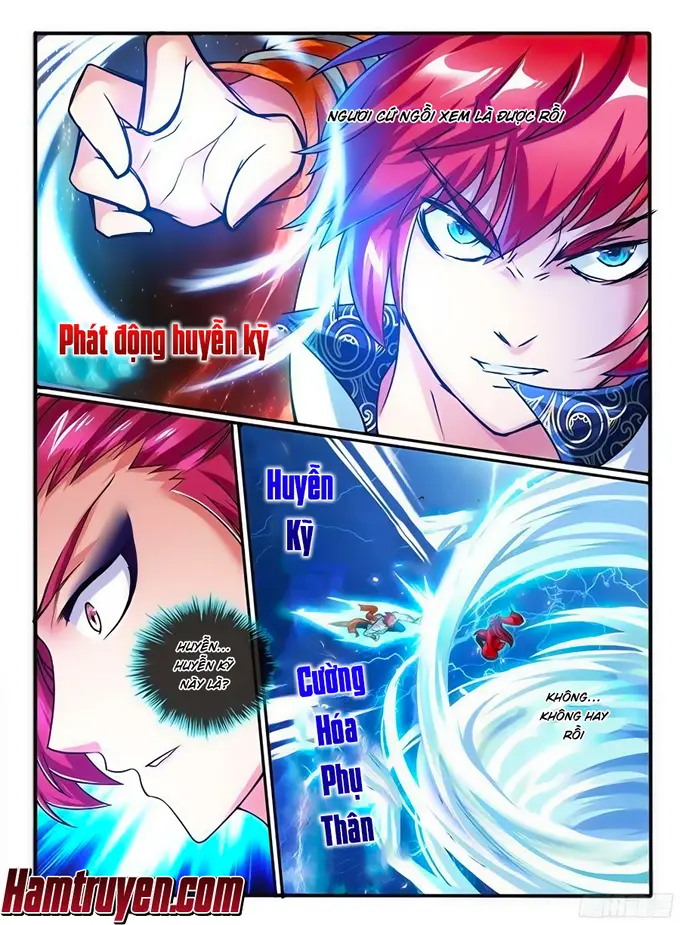 NGƯƠI CỨ NGỒI XEM LÀ ĐƯỢC RỒI
Phát động huyễn kỹ
Huyễn
Kỹ
HUYỄN...
HUYỄN KỸ
NÀY LÀ?
Cường
Hóa
Phụ
Thân
KHÔNG...
KHÔNG HAY
RỒI
Hamtruyen.com